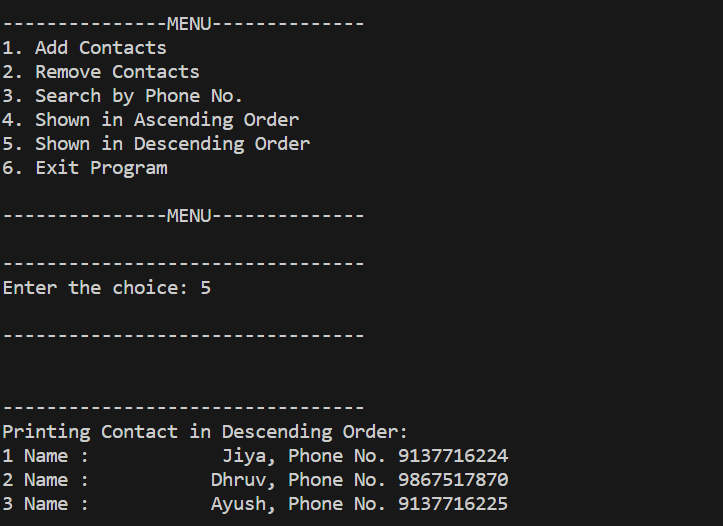 ---------------MENU--------------
1. Add Contacts
2. Remove Contacts
3. Search by Phone No.
4. Shown in Ascending Order
5. Shown in Descending Order
6. Exit Program
---------------MENU--------------
---------------------------------
Enter the choice: 5
---------------------------------
---------------------------------
Printing Contact in Descending Order:
1 Name :            Jiya, Phone No. 9137716224
2 Name :           Dhruv, Phone No. 9867517870
3 Name :           Ayush, Phone No. 9137716225